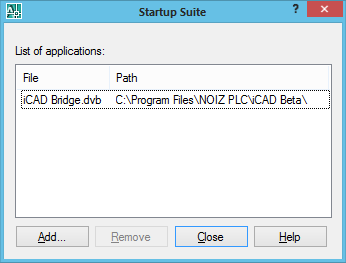 Startup Suite
List of applications:
File Path
iCAD Bridge.dvb C:\Program Files\NOIZ PLC\iCAD Beta\
Add... Remove Close Help